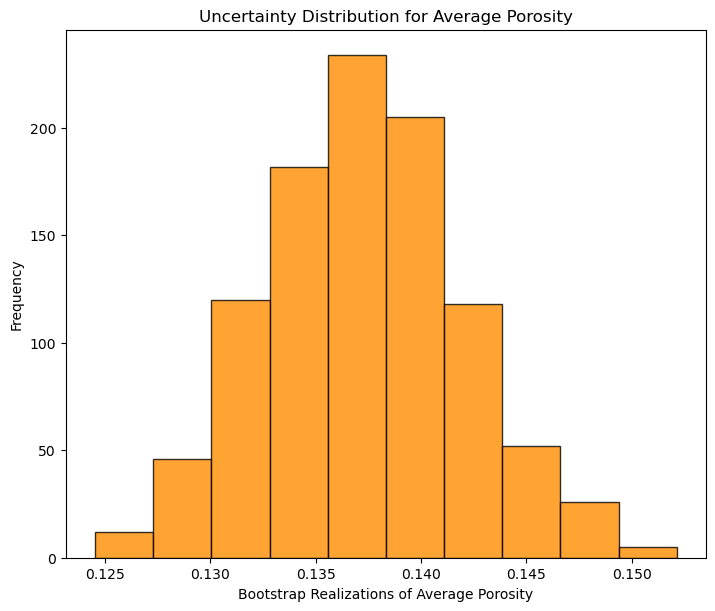 Uncertainty Distribution for Average Porosity
Frequency
200
150
100
50
0
0.125 0.130 0.135 0.140 0.145 0.150
Bootstrap Realizations of Average Porosity